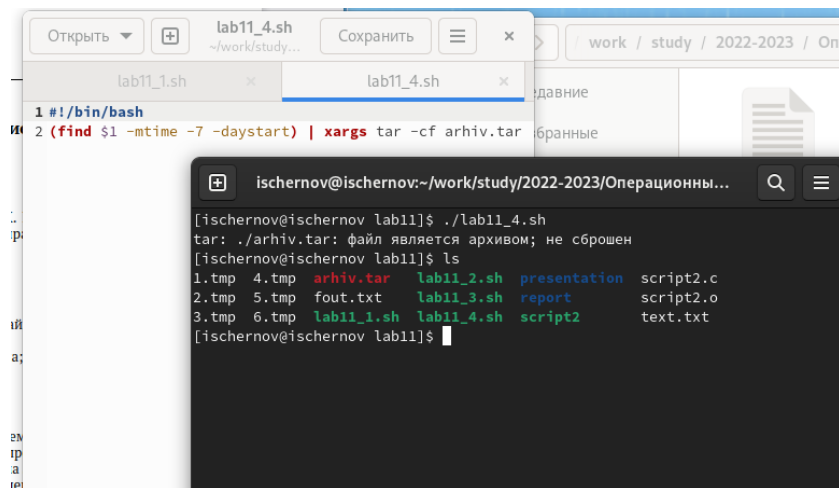 Открыть
lab11_4.sh
~/work/study...
Сохранить
work / study / 2022-2023 / Оп
lab11_1.sh
lab11_4.sh
1 #!/bin/bash
2 (find $1 -mtime -7 -daystart) | xargs tar -cf arhiv.tar
ischernov@ischernov:~/work/study/2022-2023/Операционны...
[ischernov@ischernov lab11]$ ./lab11_4.sh
tar: ./arhiv.tar: файл является архивом; не сброшен
[ischernov@ischernov lab11]$ ls
1.tmp 4.tmp arhiv.tar lab11_2.sh presentation script2.c
2.tmp 5.tmp fout.txt lab11_3.sh report script2.o
3.tmp 6.tmp lab11_1.sh lab11_4.sh script2 text.txt
[ischernov@ischernov lab11]$